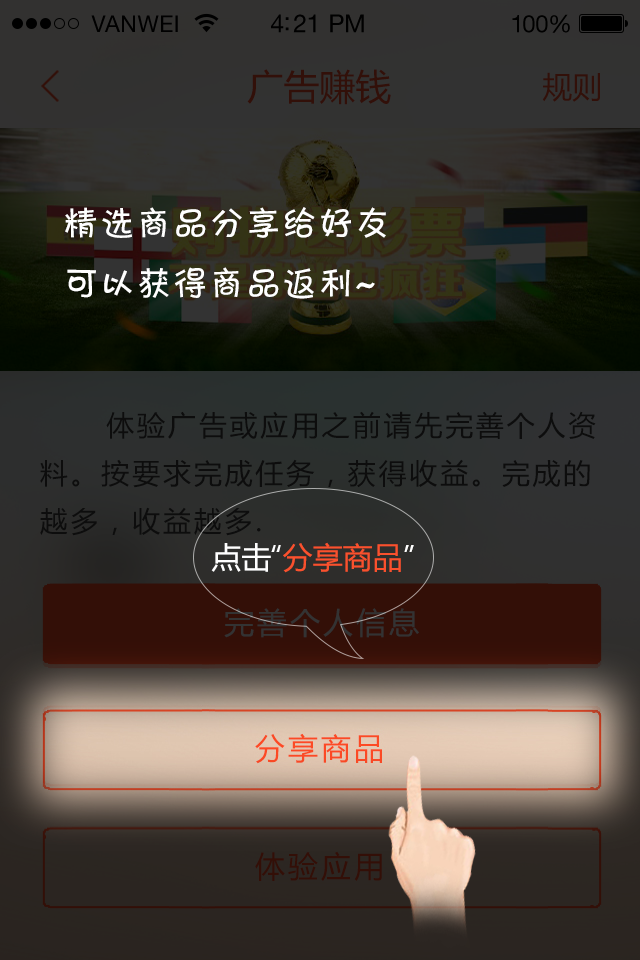 VANWEI 4:21 PM 100%
广告赚钱 规则
精选商品分享给好友
可以获得商品返利~
体验广告或应用之前请先完善个人资
料。按要求完成任务，获得收益。完成的
越多，收益越多.
点击“分享商品”
完善个人信息
分享商品
体验应用